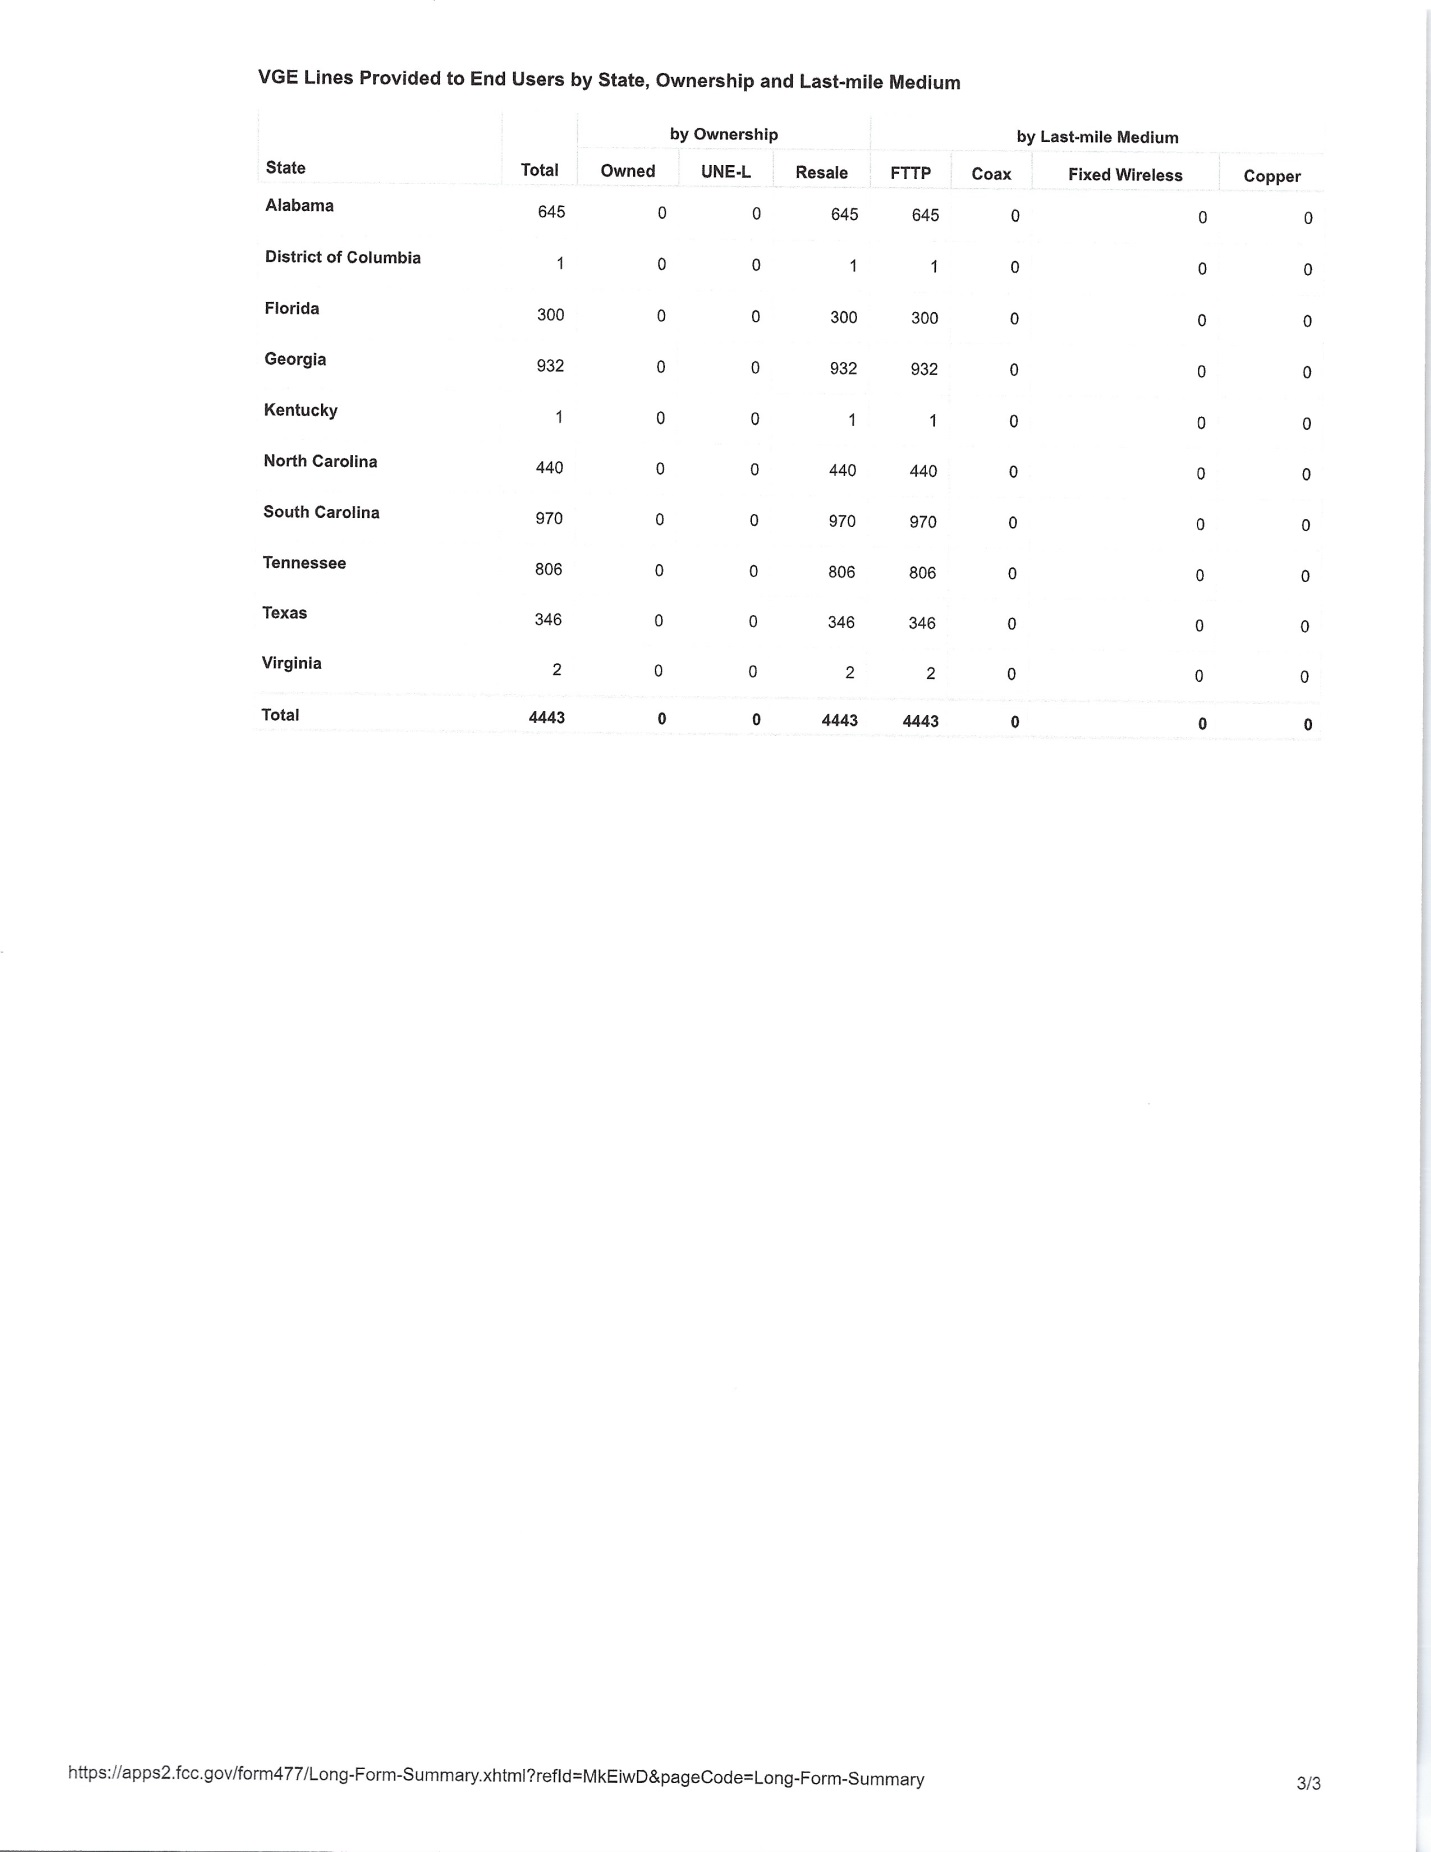 VGE Lines Provided to End Users by State, Ownership and Last-mile Medium
by Ownership by Last-mile Medium
State Total Owned UNE-L Resale FTTP Coax Fixed Wireless Copper
Alabama 645 0 0 645 645 0 0 0
District of Columbia 1 0 0 1 1 0 0 0
Florida 300 0 0 300 300 0 0 0
Georgia 932 0 0 932 932 0 0 0
Kentucky 1 0 0 1 1 0 0 0
North Carolina 440 0 0 440 440 0 0 0
South Carolina 970 0 0 970 970 0 0 0
Tennessee 806 0 0 806 806 0 0 0
Texas 346 0 0 346 346 0 0 0
Virginia 2 0 0 2 2 0 0 0
Total 4443 0 0 4443 4443 0 0 0
https://apps2.fcc.gov/form477/Long-Form-Summary.xhtml?refId=MkEiwD&pageCode=Long-Form-Summary 3/3